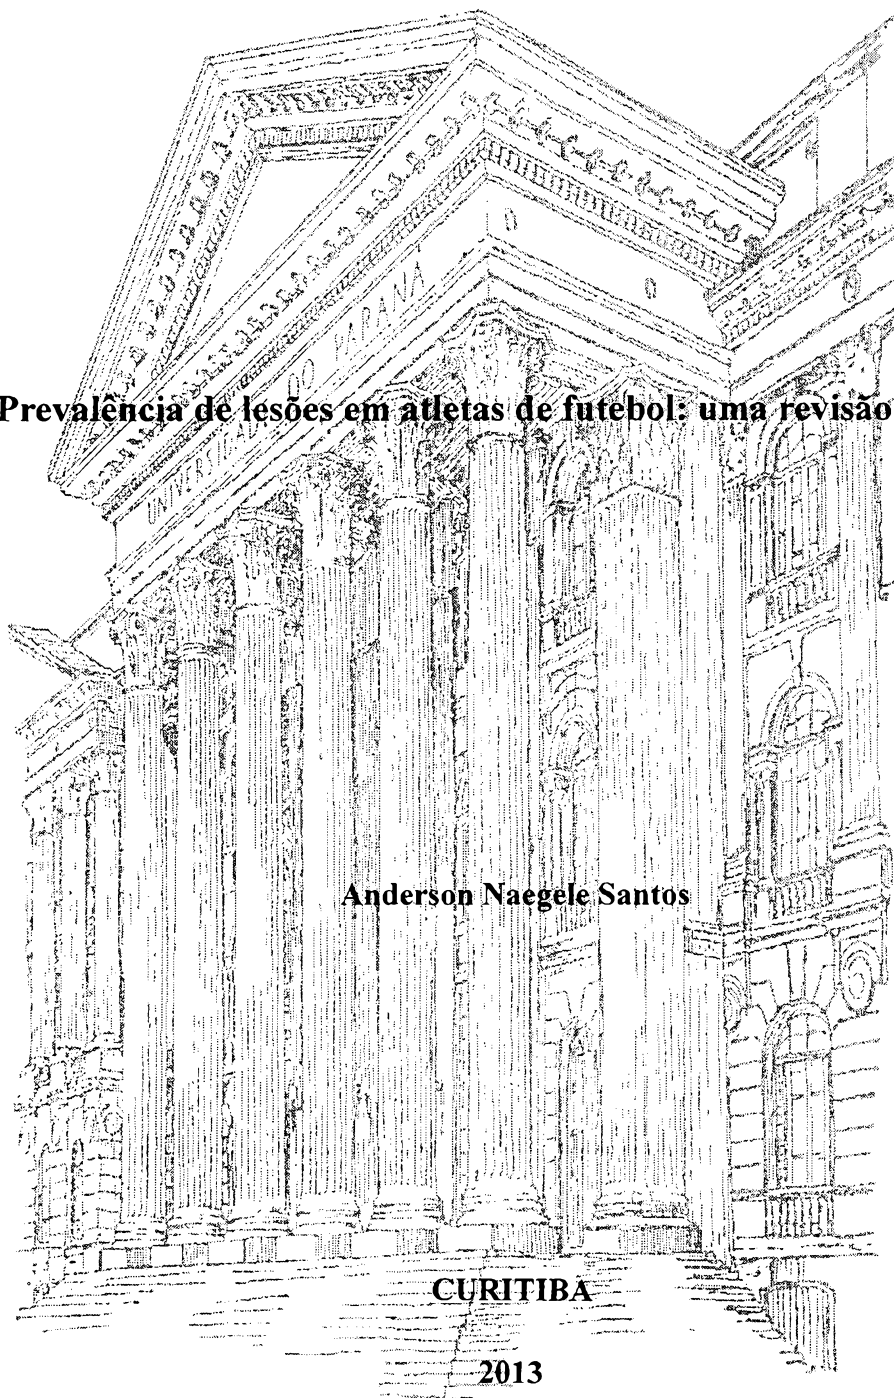 UNIVERSIDADE DO PARANÁ
Prevalência de lesões em atletas de futebol: uma revisão
Anderson Naegele Santos
CURITIBA
2013